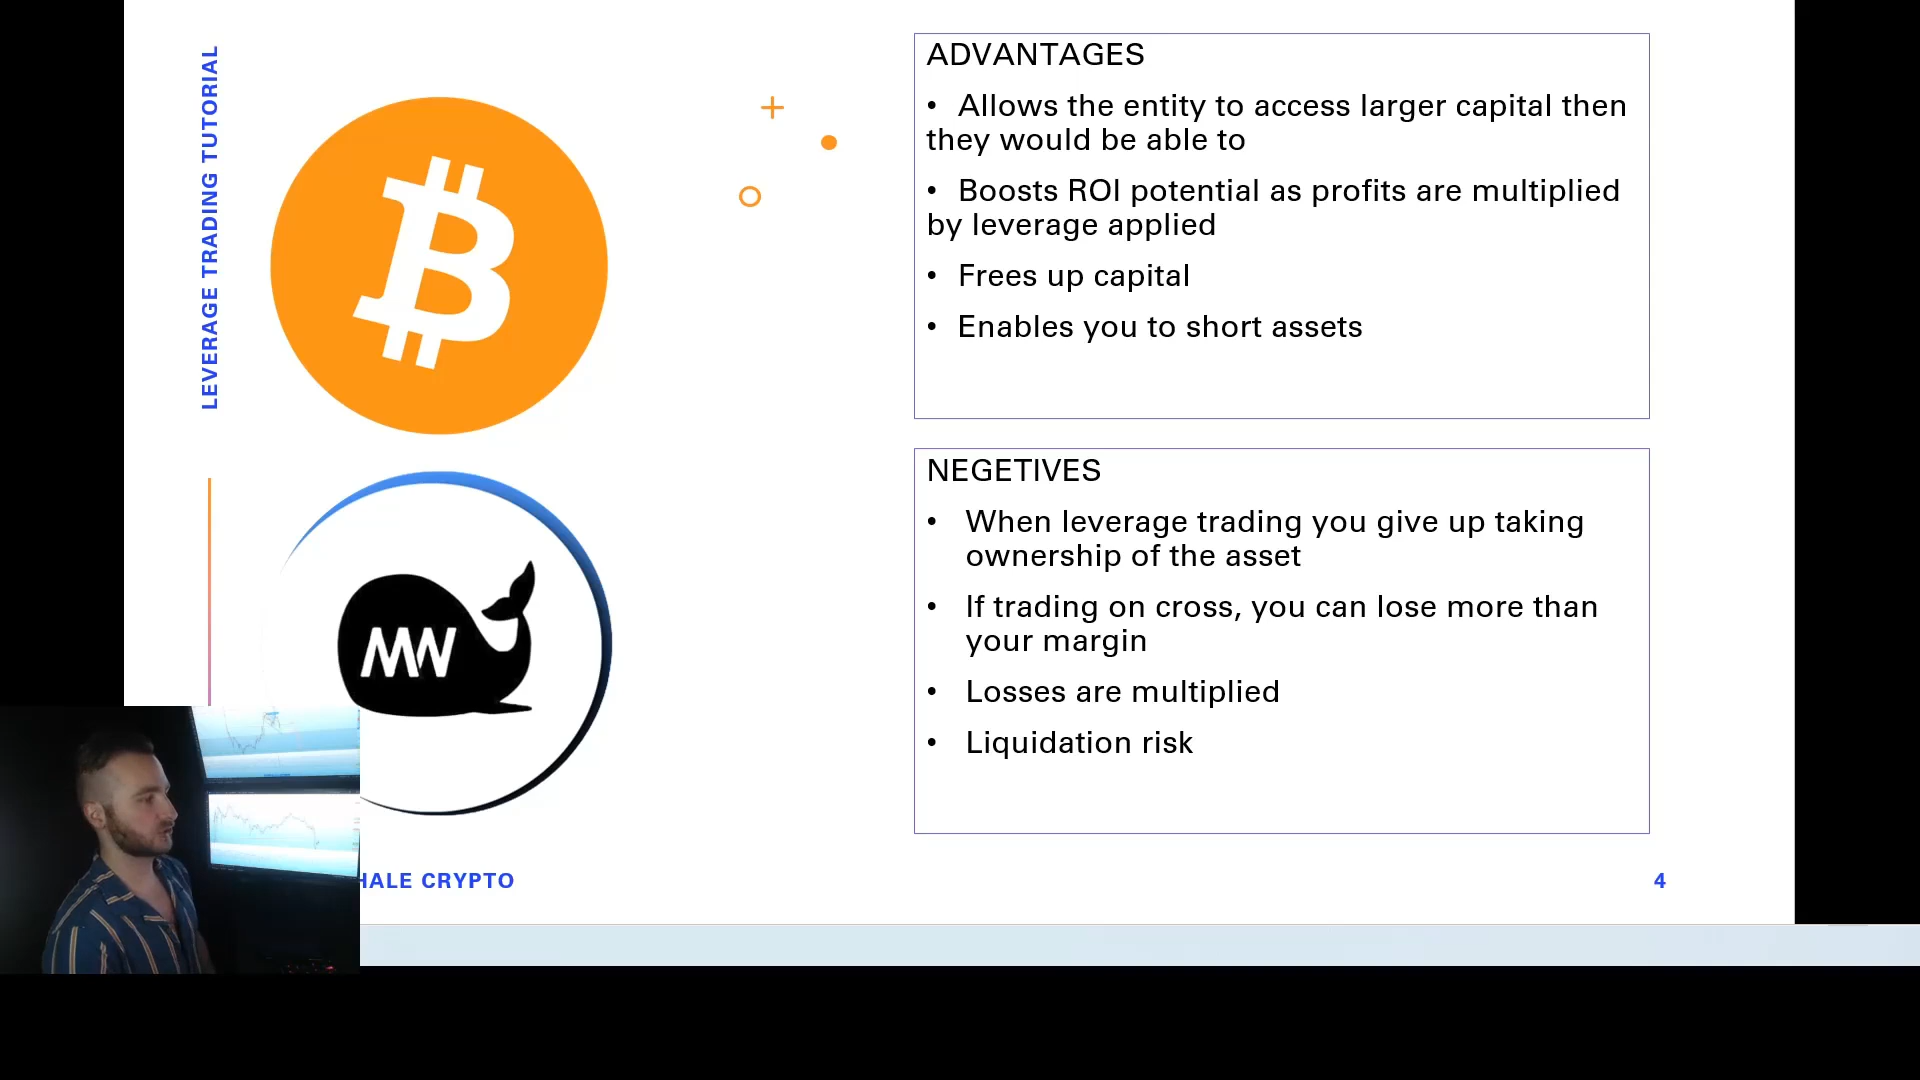 LEVERAGE TRADING TUTORIAL
ADVANTAGES
• Allows the entity to access larger capital then
they would be able to
• Boosts ROI potential as profits are multiplied
by leverage applied
• Frees up capital
• Enables you to short assets
NEGETIVES
• When leverage trading you give up taking
ownership of the asset
• If trading on cross, you can lose more than
your margin
• Losses are multiplied
• Liquidation risk
MW
HALE CRYPTO
4